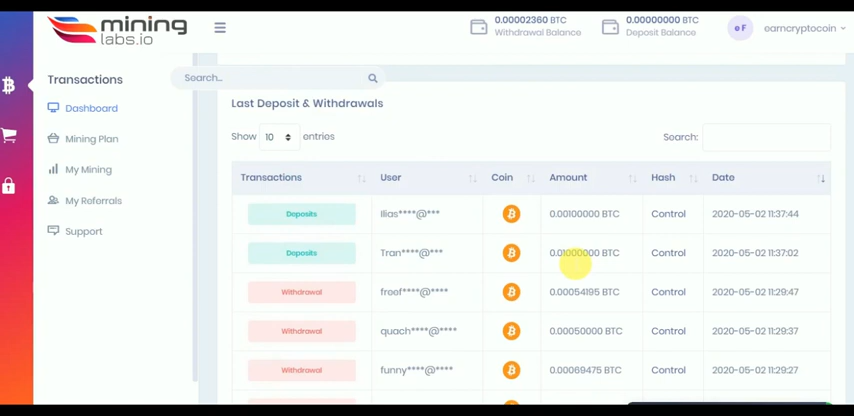 mining
labs.io
0.00002360 BTC
Withdrawal Balance
0.00000000 BTC
Deposit Balance
e F
earncryptocoin
Transactions
Search...
Dashboard
Mining Plan
My Mining
My Referrals
Support
Last Deposit & Withdrawals
Show 10 entries
Search:
Transactions User Coin Amount Hash Date
Deposits Ilias****@*** 0.00100000 BTC Control 2020-05-02 11:37:44
Deposits Tran****@*** 0.01000000 BTC Control 2020-05-02 11:37:02
Withdrawal froof****@**** 0.00054195 BTC Control 2020-05-02 11:29:47
Withdrawal quach****@**** 0.00050000 BTC Control 2020-05-02 11:29:37
Withdrawal funny****@**** 0.00069475 BTC Control 2020-05-02 11:29:27